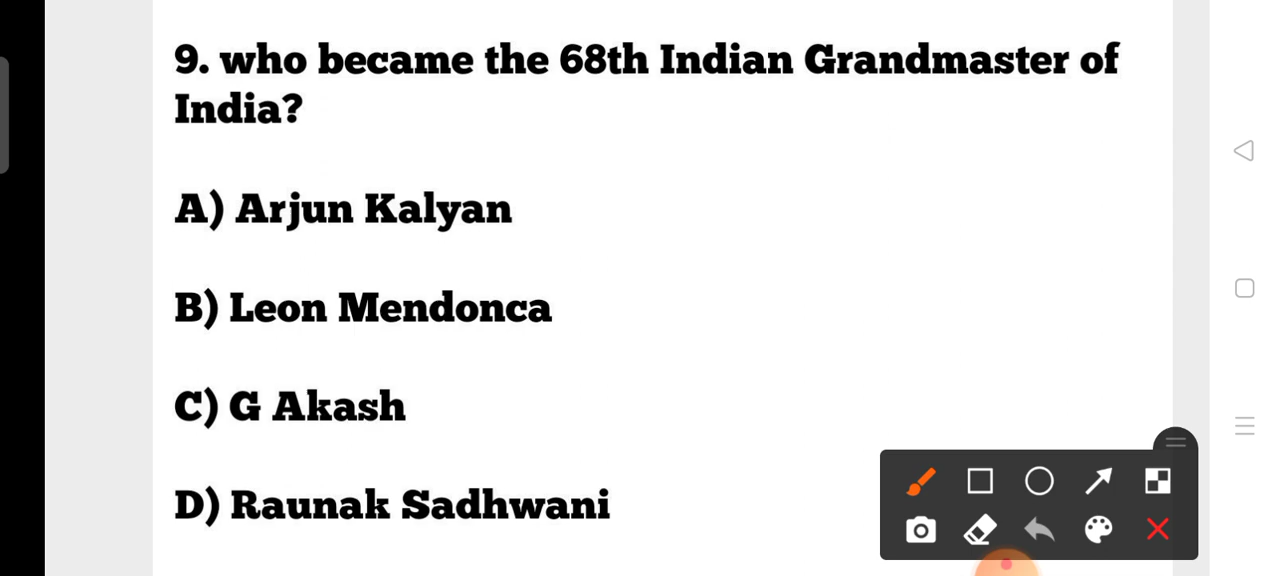 9. who became the 68th Indian Grandmaster of
India?
A) Arjun Kalyan
B) Leon Mendonca
C) G Akash
D) Raunak Sadhwani